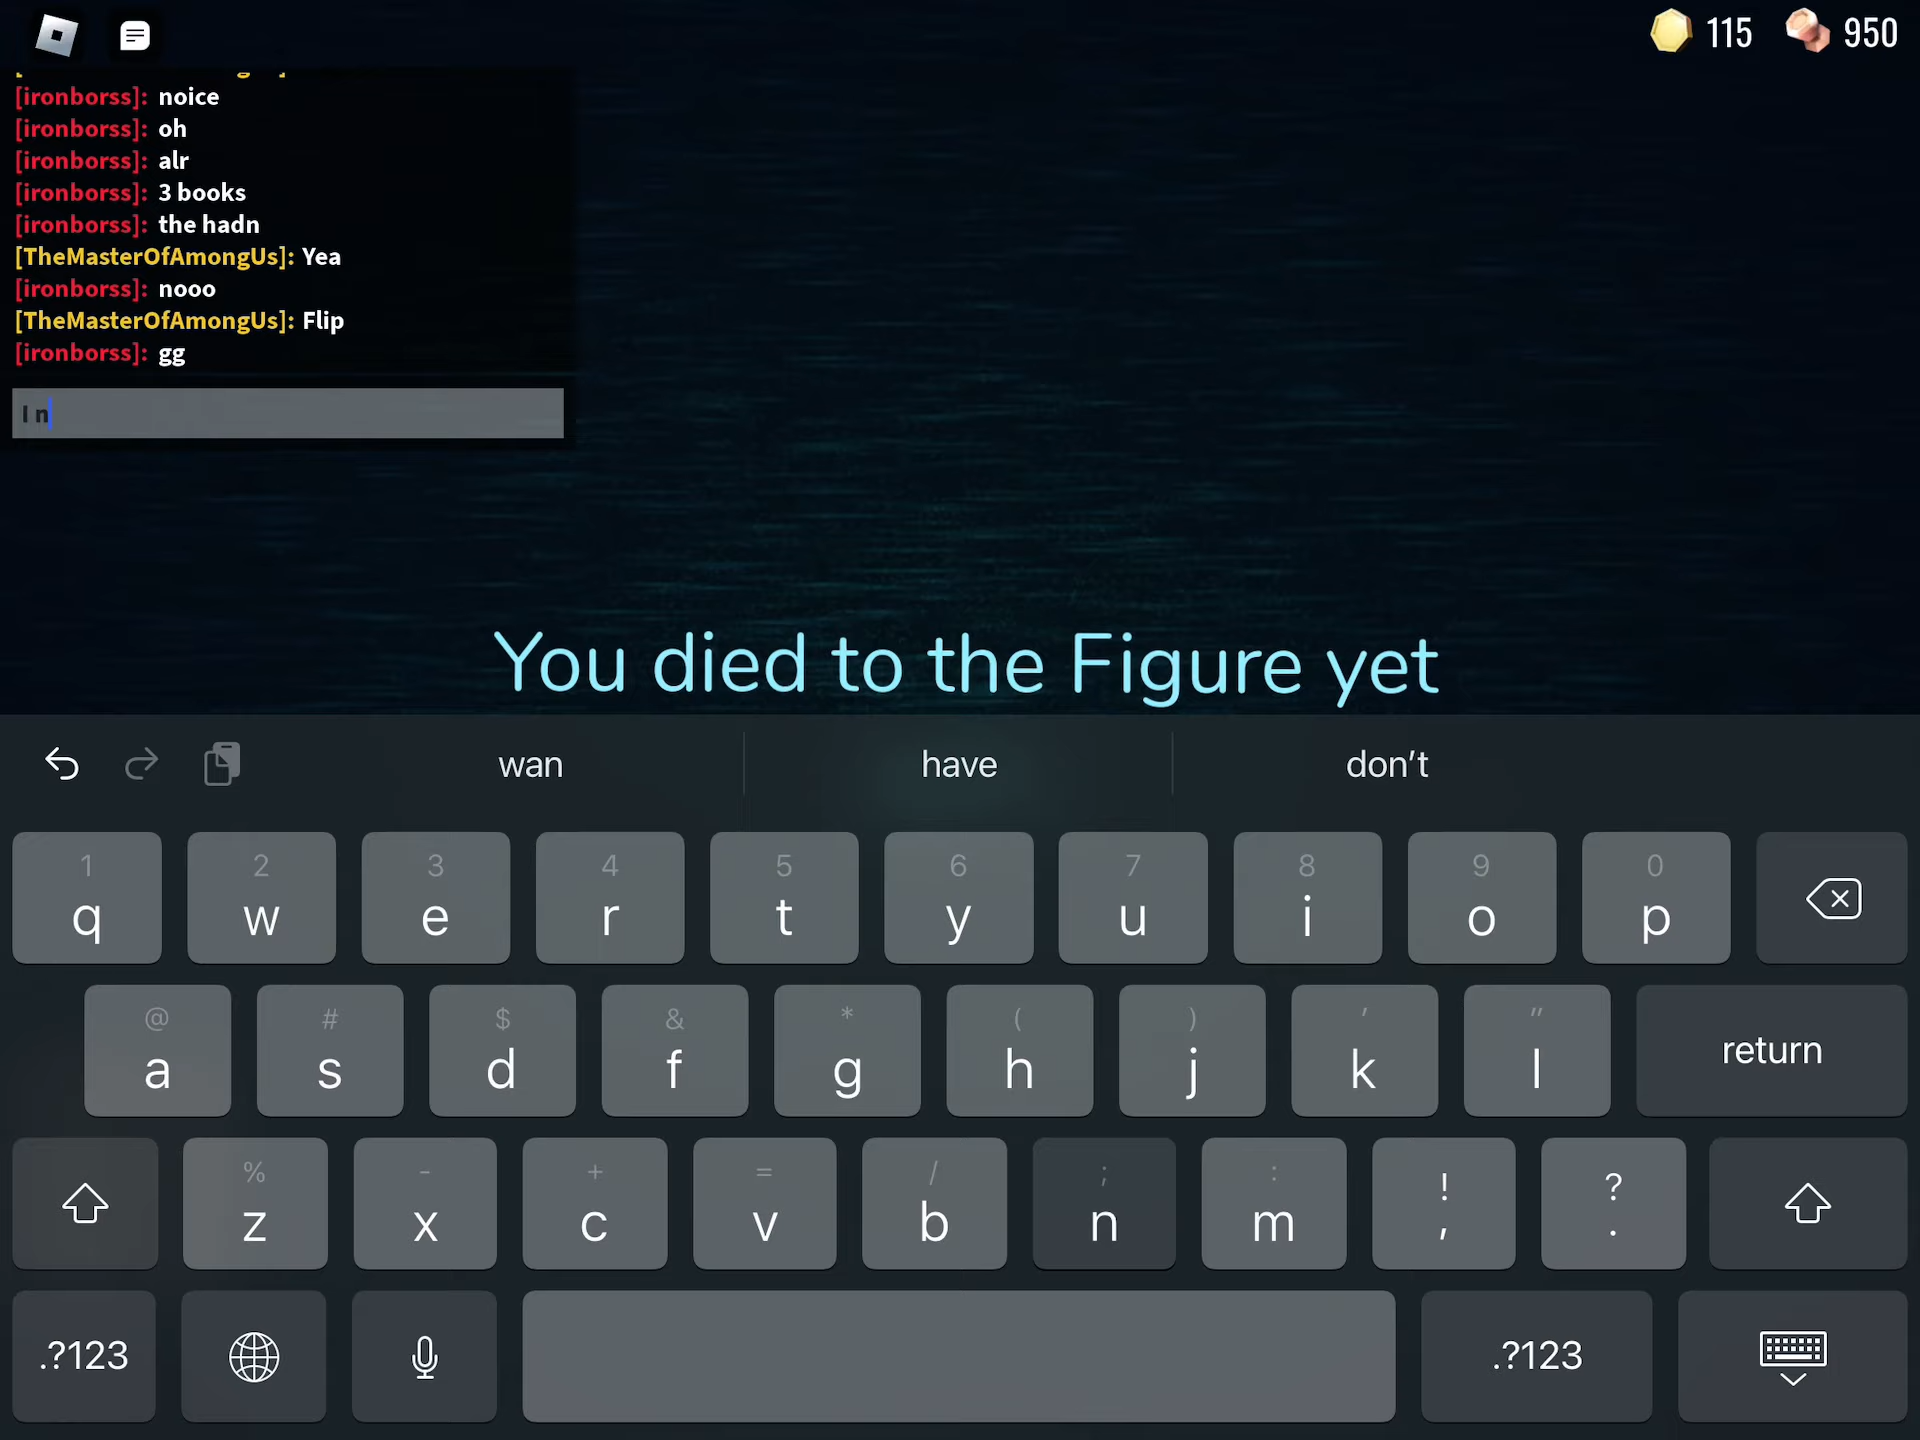 115 950
[ironborss]: noice
[ironborss]: oh
[ironborss]: alr
[ironborss]: 3 books
[ironborss]: the hadn
[TheMasterOfAmongUs]: Yea
[ironborss]: nooo
[TheMasterOfAmongUs]: Flip
[ironborss]: gg
I n
You died to the Figure yet
wan have don’t
1 2 3 4 5 6 7 8 9 0
q w e r t y u i o p
@ # $ & * ( ) ' "
a s d f g h j k l return
% - + = / ; : ! ?
z x c v b n m , .
.?123 .?123